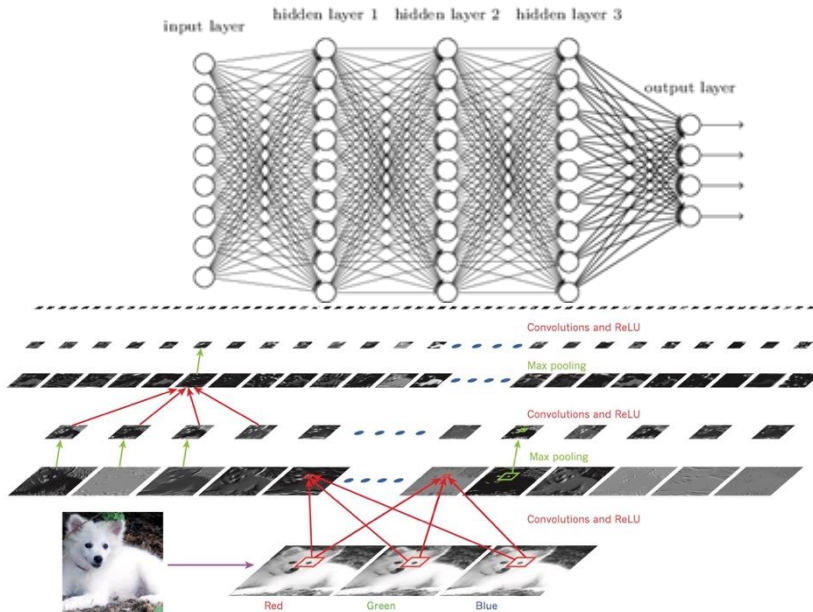 hidden layer 1 hidden layer 2 hidden layer 3
input layer
output layer
Convolutions and ReLU
Max pooling
Convolutions and ReLU
Max pooling
Convolutions and ReLU
Red Green Blue